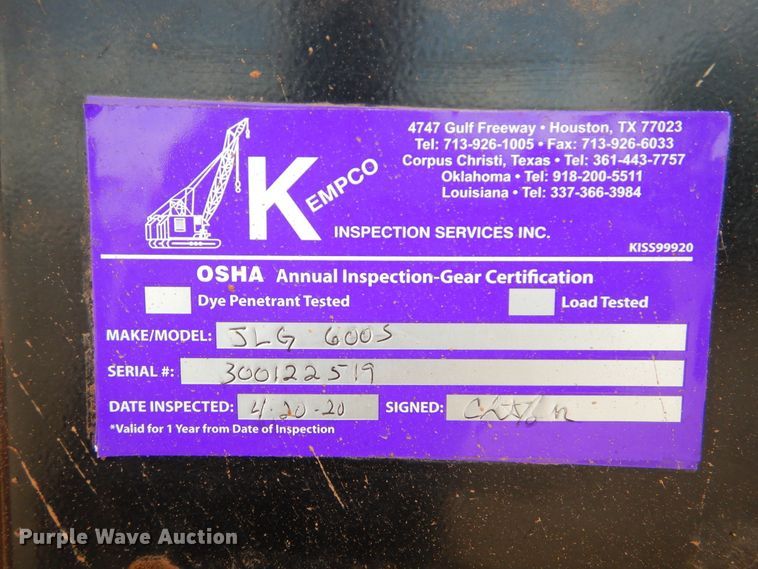 4747 Gulf Freeway • Houston, TX 77023
Tel: 713-926-1005 • Fax: 713-926-6033
Corpus Christi, Texas • Tel: 361-443-7757
Oklahoma • Tel: 918-200-5511
Louisiana • Tel: 337-366-3984
KEMPCO
INSPECTION SERVICES INC.
KISS99920
OSHA Annual Inspection-Gear Certification
Dye Penetrant Tested Load Tested
MAKE/MODEL: JLG 600S
SERIAL #: 300122519
DATE INSPECTED: 4-20-20 SIGNED:
*Valid for 1 Year from Date of Inspection
Purple Wave Auction